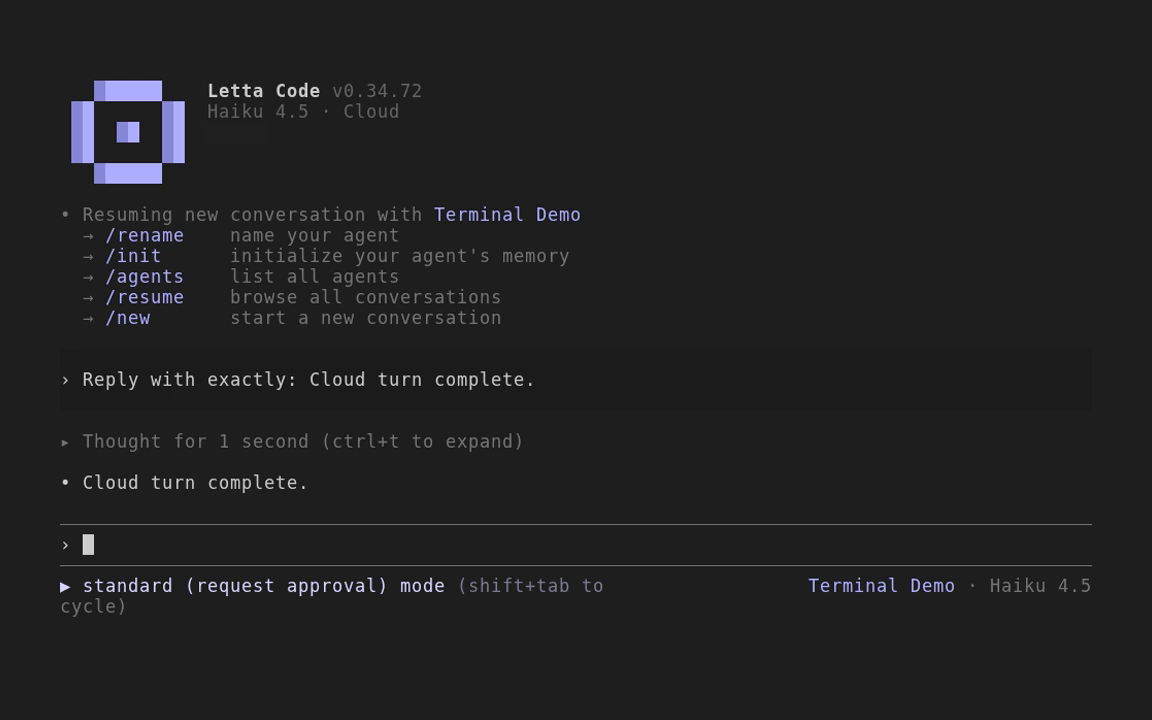 Letta Code v0.34.72
Haiku 4.5 · Cloud
• Resuming new conversation with Terminal Demo
→ /rename    name your agent
→ /init      initialize your agent's memory
→ /agents    list all agents
→ /resume    browse all conversations
→ /new       start a new conversation
› Reply with exactly: Cloud turn complete.
▸ Thought for 1 second (ctrl+t to expand)
• Cloud turn complete.
›
▶ standard (request approval) mode (shift+tab to cycle)
Terminal Demo · Haiku 4.5